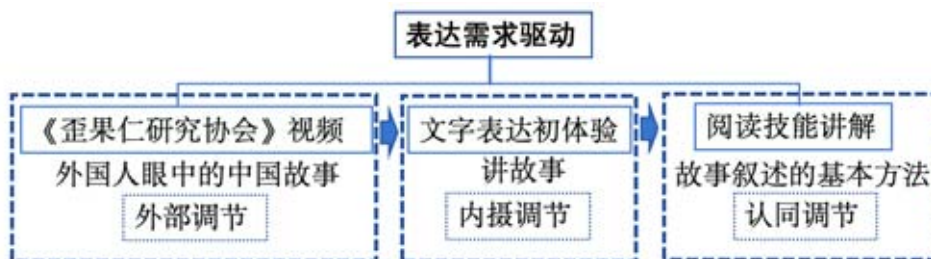 表达需求驱动
《歪果仁研究协会》视频
外国人眼中的中国故事
外部调节
文字表达初体验
讲故事
内摄调节
阅读技能讲解
故事叙述的基本方法
认同调节